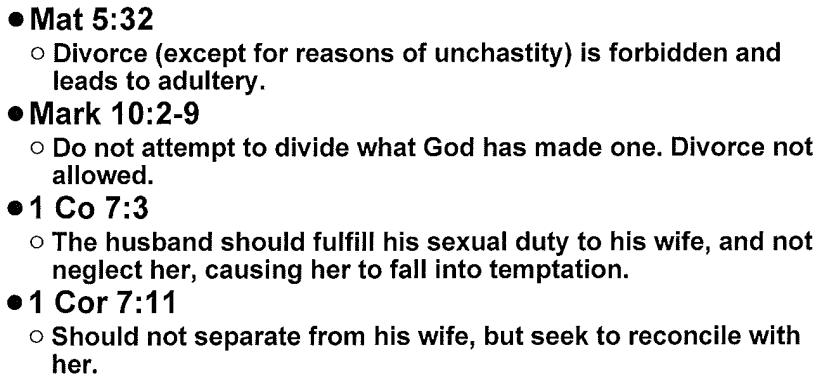 ● Mat 5:32
○ Divorce (except for reasons of unchastity) is forbidden and
leads to adultery.
● Mark 10:2-9
○ Do not attempt to divide what God has made one. Divorce not
allowed.
● 1 Co 7:3
○ The husband should fulfill his sexual duty to his wife, and not
neglect her, causing her to fall into temptation.
● 1 Cor 7:11
○ Should not separate from his wife, but seek to reconcile with
her.